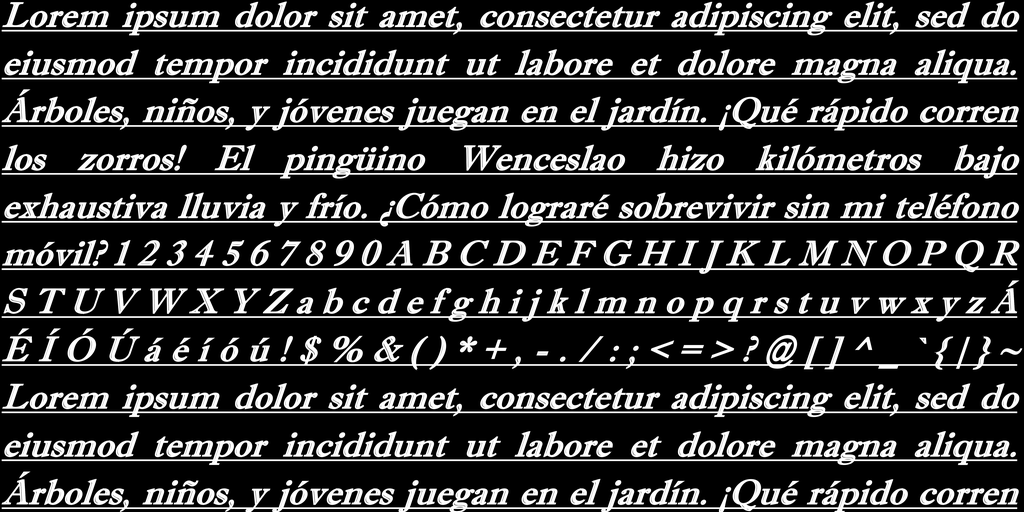 Lorem ipsum dolor sit amet, consectetur adipiscing elit, sed do
eiusmod tempor incididunt ut labore et dolore magna aliqua.
Árboles, niños, y jóvenes juegan en el jardín. ¡Qué rápido corren
los zorros! El pingüino Wenceslao hizo kilómetros bajo
exhaustiva lluvia y frío. ¿Cómo lograré sobrevivir sin mi teléfono
móvil? 1 2 3 4 5 6 7 8 9 0 A B C D E F G H I J K L M N O P Q R
S T U V W X Y Z a b c d e f g h i j k l m n o p q r s t u v w x y z Á
É Í Ó Ú á é í ó ú ! $ % & ( ) * + , - . / : ; < = > ? @ [ ] ^ _ ` { | } ~
Lorem ipsum dolor sit amet, consectetur adipiscing elit, sed do
eiusmod tempor incididunt ut labore et dolore magna aliqua.
Árboles, niños, y jóvenes juegan en el jardín. ¡Qué rápido corren